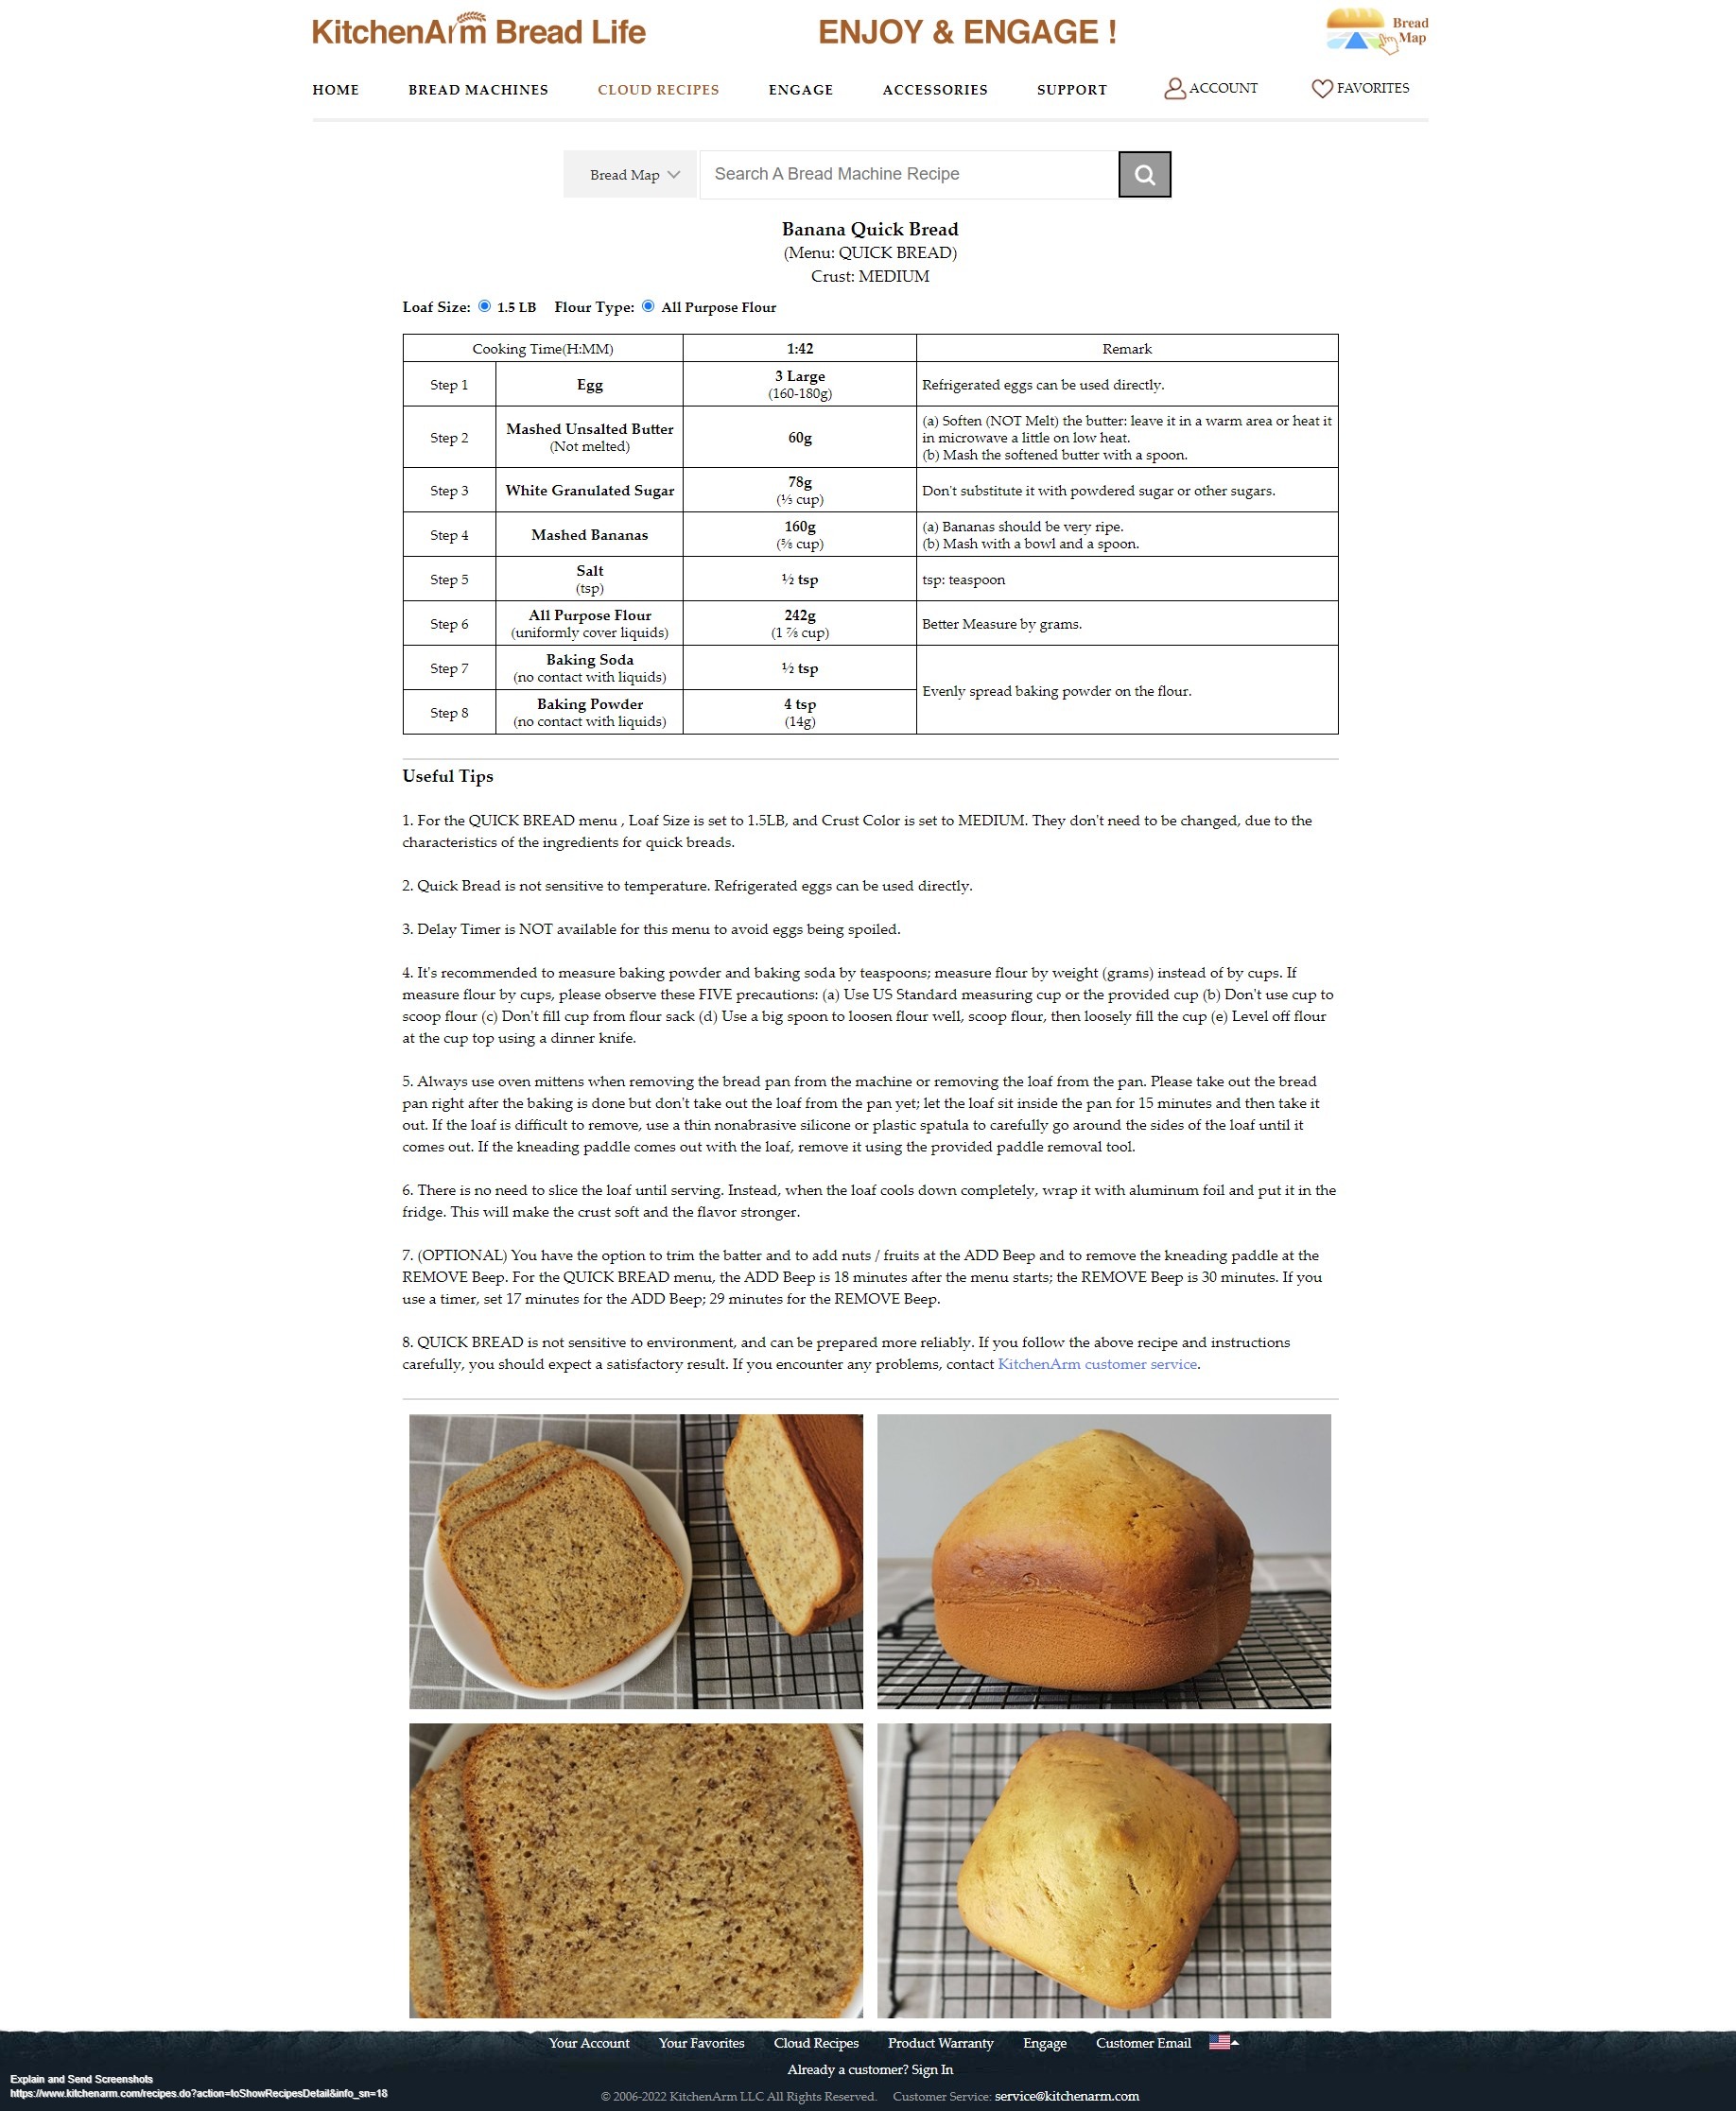 KitchenArm Bread Life
ENJOY & ENGAGE !
Bread
Map
HOME
BREAD MACHINES
CLOUD RECIPES
ENGAGE
ACCESSORIES
SUPPORT
ACCOUNT
FAVORITES
Bread Map
Search A Bread Machine Recipe
Banana Quick Bread
(Menu: QUICK BREAD)
Crust: MEDIUM
Loaf Size: 1.5 LB Flour Type: All Purpose Flour
Cooking Time(H:MM)
1:42
Remark
Step 1
Egg
3 Large
(160-180g)
Refrigerated eggs can be used directly.
Step 2
Mashed Unsalted Butter
(Not melted)
60g
(a) Soften (NOT Melt) the butter: leave it in a warm area or heat it
in microwave a little on low heat.
(b) Mash the softened butter with a spoon.
Step 3
White Granulated Sugar
78g
(⅓ cup)
Don't substitute it with powdered sugar or other sugars.
Step 4
Mashed Bananas
160g
(⅝ cup)
(a) Bananas should be very ripe.
(b) Mash with a bowl and a spoon.
Step 5
Salt
(tsp)
½ tsp
tsp: teaspoon
Step 6
All Purpose Flour
(uniformly cover liquids)
242g
(1 ⅞ cup)
Better Measure by grams.
Step 7
Baking Soda
(no contact with liquids)
½ tsp
Evenly spread baking powder on the flour.
Step 8
Baking Powder
(no contact with liquids)
4 tsp
(14g)
Useful Tips
1. For the QUICK BREAD menu , Loaf Size is set to 1.5LB, and Crust Color is set to MEDIUM. They don't need to be changed, due to the
characteristics of the ingredients for quick breads.
2. Quick Bread is not sensitive to temperature. Refrigerated eggs can be used directly.
3. Delay Timer is NOT available for this menu to avoid eggs being spoiled.
4. It's recommended to measure baking powder and baking soda by teaspoons; measure flour by weight (grams) instead of by cups. If
measure flour by cups, please observe these FIVE precautions: (a) Use US Standard measuring cup or the provided cup (b) Don't use cup to
scoop flour (c) Don't fill cup from flour sack (d) Use a big spoon to loosen flour well, scoop flour, then loosely fill the cup (e) Level off flour
at the cup top using a dinner knife.
5. Always use oven mittens when removing the bread pan from the machine or removing the loaf from the pan. Please take out the bread
pan right after the baking is done but don't take out the loaf from the pan yet; let the loaf sit inside the pan for 15 minutes and then take it
out. If the loaf is difficult to remove, use a thin nonabrasive silicone or plastic spatula to carefully go around the sides of the loaf until it
comes out. If the kneading paddle comes out with the loaf, remove it using the provided paddle removal tool.
6. There is no need to slice the loaf until serving. Instead, when the loaf cools down completely, wrap it with aluminum foil and put it in the
fridge. This will make the crust soft and the flavor stronger.
7. (OPTIONAL) You have the option to trim the batter and to add nuts / fruits at the ADD Beep and to remove the kneading paddle at the
REMOVE Beep. For the QUICK BREAD menu, the ADD Beep is 18 minutes after the menu starts; the REMOVE Beep is 30 minutes. If you
use a timer, set 17 minutes for the ADD Beep; 29 minutes for the REMOVE Beep.
8. QUICK BREAD is not sensitive to environment, and can be prepared more reliably. If you follow the above recipe and instructions
carefully, you should expect a satisfactory result. If you encounter any problems, contact KitchenArm customer service.
Your Account
Your Favorites
Cloud Recipes
Product Warranty
Engage
Customer Email
Already a customer? Sign In
Explain and Send Screenshots
https://www.kitchenarm.com/recipes.do?action=toShowRecipesDetail&info_sn=18
© 2006-2022 KitchenArm LLC All Rights Reserved. Customer Service: service@kitchenarm.com